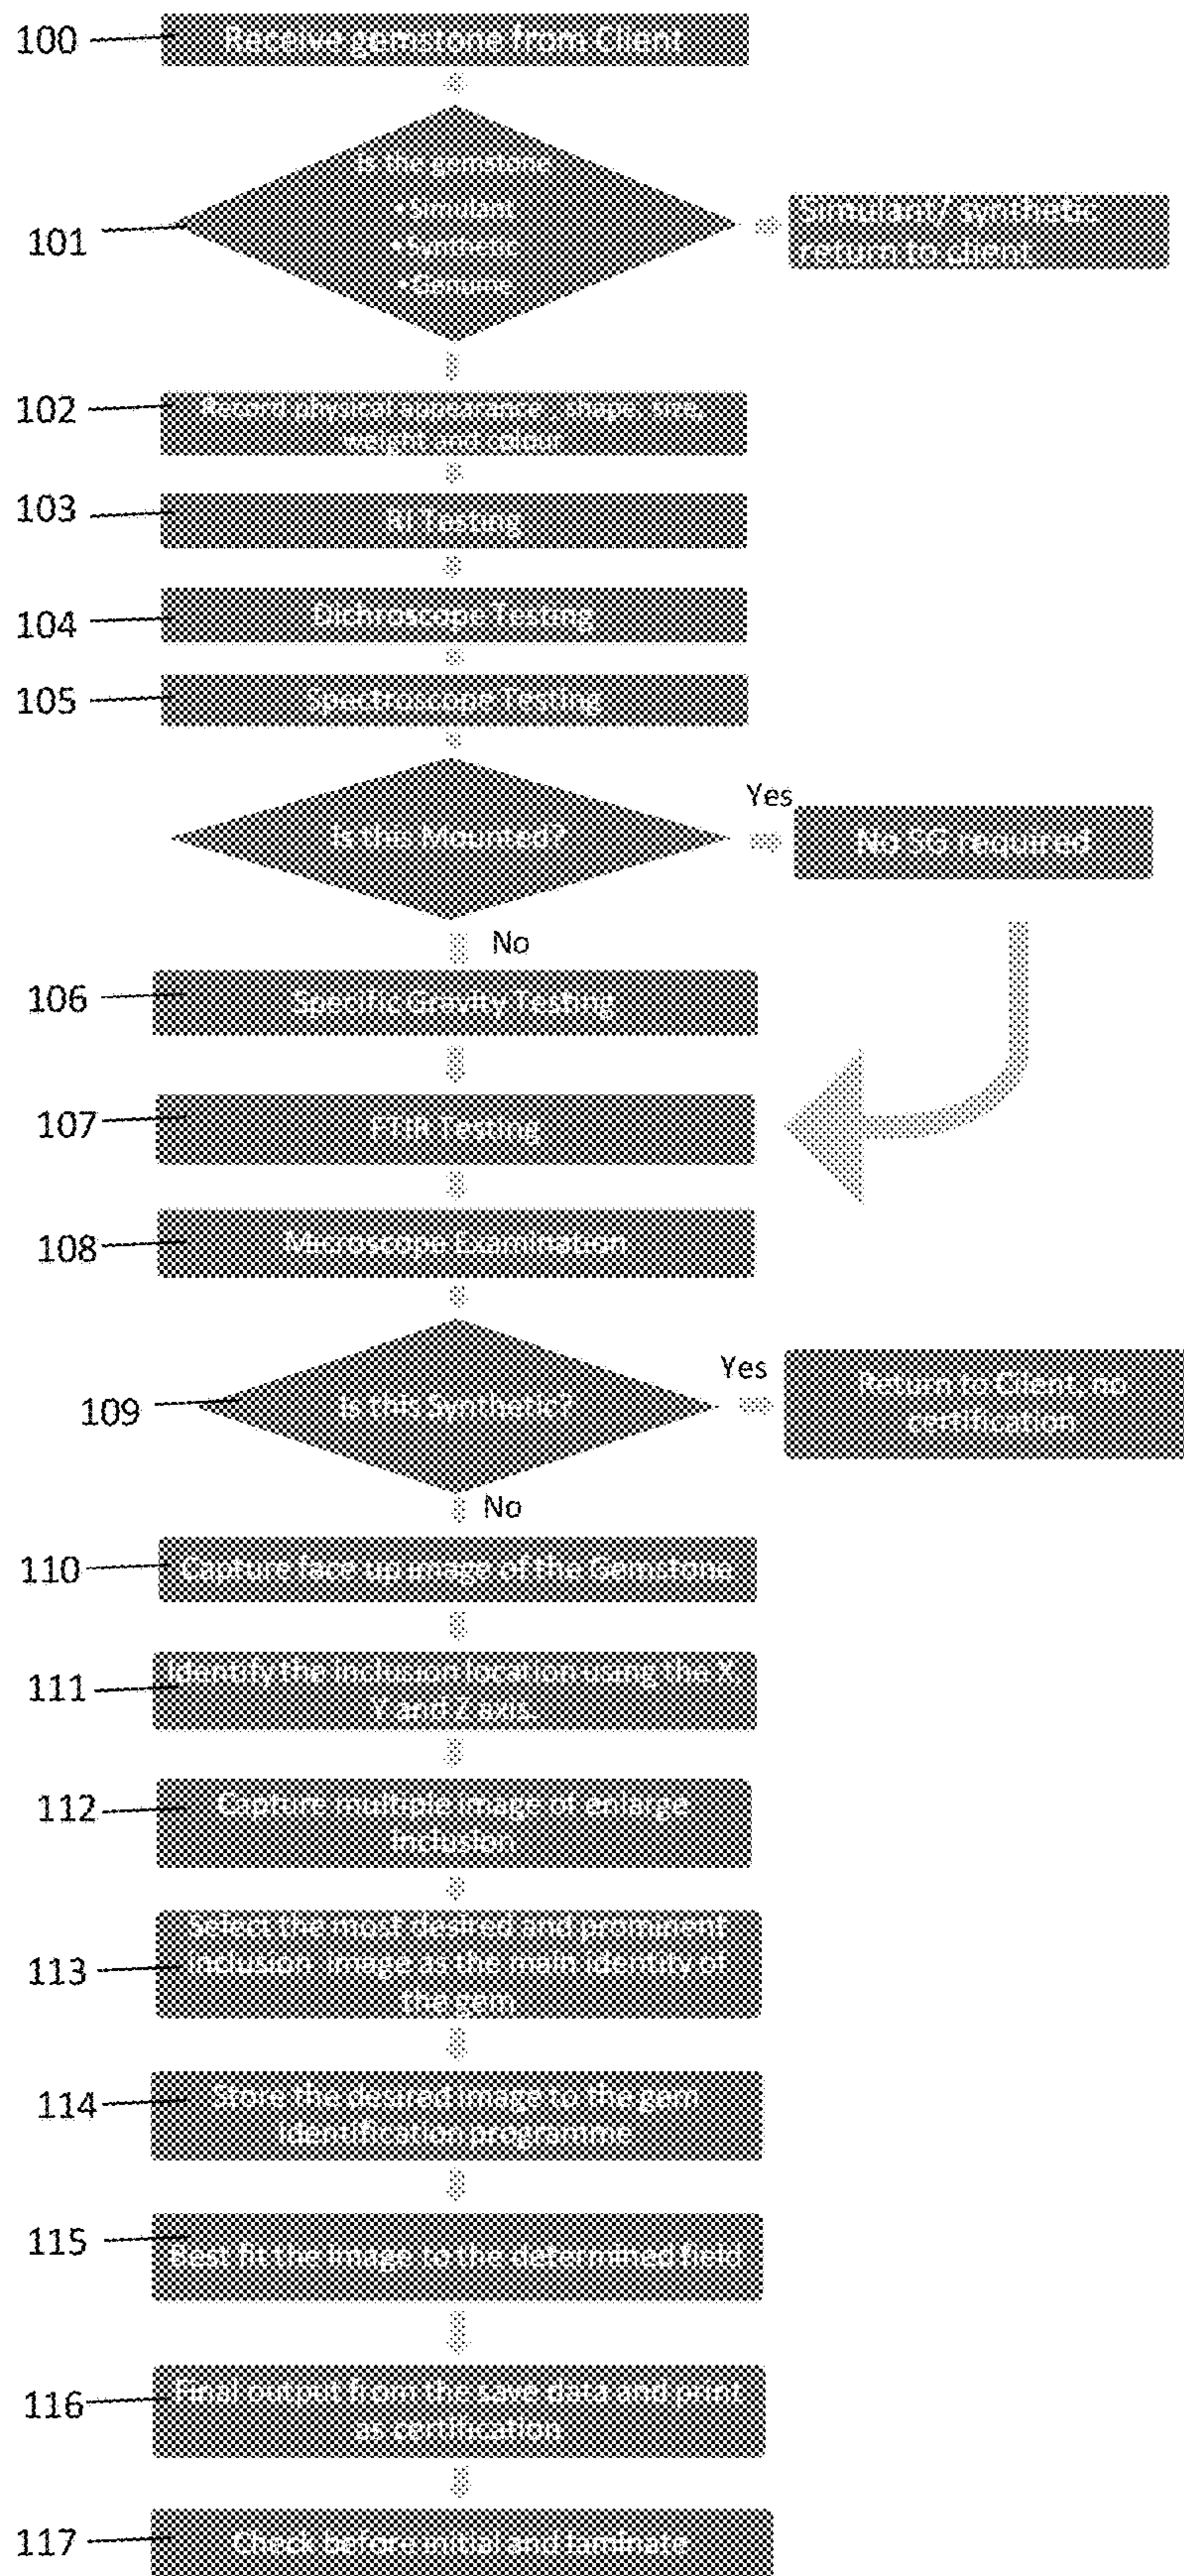 100
Receive gemstone from Client
101
Is the gemstone
•Simulant
•Synthetic
•Genuine
Simulant/ synthetic
return to client
102
Record physical appearance : shape, size,
weight and colour
103
RI Testing
104
Dichroscope Testing
105
Spectroscope Testing
Is this Mounted?
Yes
No SG required
No
106
Specific Gravity Testing
107
FTIR Testing
108
Microscope Examination
109
Is this Synthetic?
Yes
Return to Client, no
certification
No
110
Capture face up image of the Gemstone
111
Identify the inclusion location using the X,
Y and Z axis.
112
Capture multiple image of enlarge
inclusion
113
Select the most desired and prominent
inclusion image as the main identity of
the gem
114
Store the desired image to the gem
identification programme
115
Best fit the image to the determined field
116
Final output from the save data and print
as certification
117
Check before initial and laminate